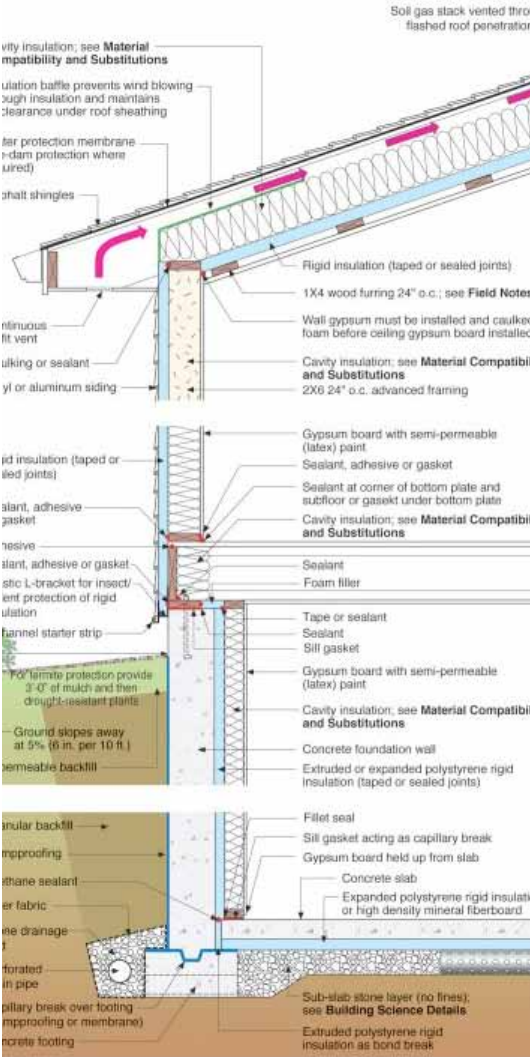 Soil gas stack vented thro
flashed roof penetration
vity insulation; see Material
mpatibility and Substitutions
ulation baffle prevents wind blowing
ough insulation and maintains
clearance under roof sheathing
ter protection membrane
e-dam protection where
uired)
phalt shingles
Rigid insulation (taped or sealed joints)
1X4 wood furring 24" o.c.; see Field Notes
Wall gypsum must be installed and caulked
foam before ceiling gypsum board installed
ntinuous
fit vent
ulking or sealant
yl or aluminum siding
Cavity insulation; see Material Compatibil
and Substitutions
2X6 24" o.c. advanced framing
Gypsum board with semi-permeable
(latex) paint
gid insulation (taped or
aled joints)
Sealant, adhesive or gasket
Sealant at corner of bottom plate and
subfloor or gasekt under bottom plate
alant, adhesive
gasket
Cavity insulation; see Material Compatibil
and Substitutions
hesive
alant, adhesive or gasket
Sealant
Foam filler
stic L-bracket for insect/
ent protection of rigid
ulation
hannel starter strip
Tape or sealant
Sealant
Sill gasket
For termite protection provide
3'-0" of mulch and then
drought-resistant plants
Gypsum board with semi-permeable
(latex) paint
Cavity insulation; see Material Compatibil
and Substitutions
Ground slopes away
at 5% (6 in. per 10 ft.)
permeable backfill
Concrete foundation wall
Extruded or expanded polystyrene rigid
insulation (taped or sealed joints)
anular backfill
mpproofing
Fillet seal
Sill gasket acting as capillary break
Gypsum board held up from slab
ethane sealant
Concrete slab
er fabric
Expanded polystyrene rigid insulati
or high density mineral fiberboard
one drainage
rforated
in pipe
pillary break over footing
mpproofing or membrane)
ncrete footing
Sub-slab stone layer (no fines);
see Building Science Details
Extruded polystyrene rigid
insulation as bond break